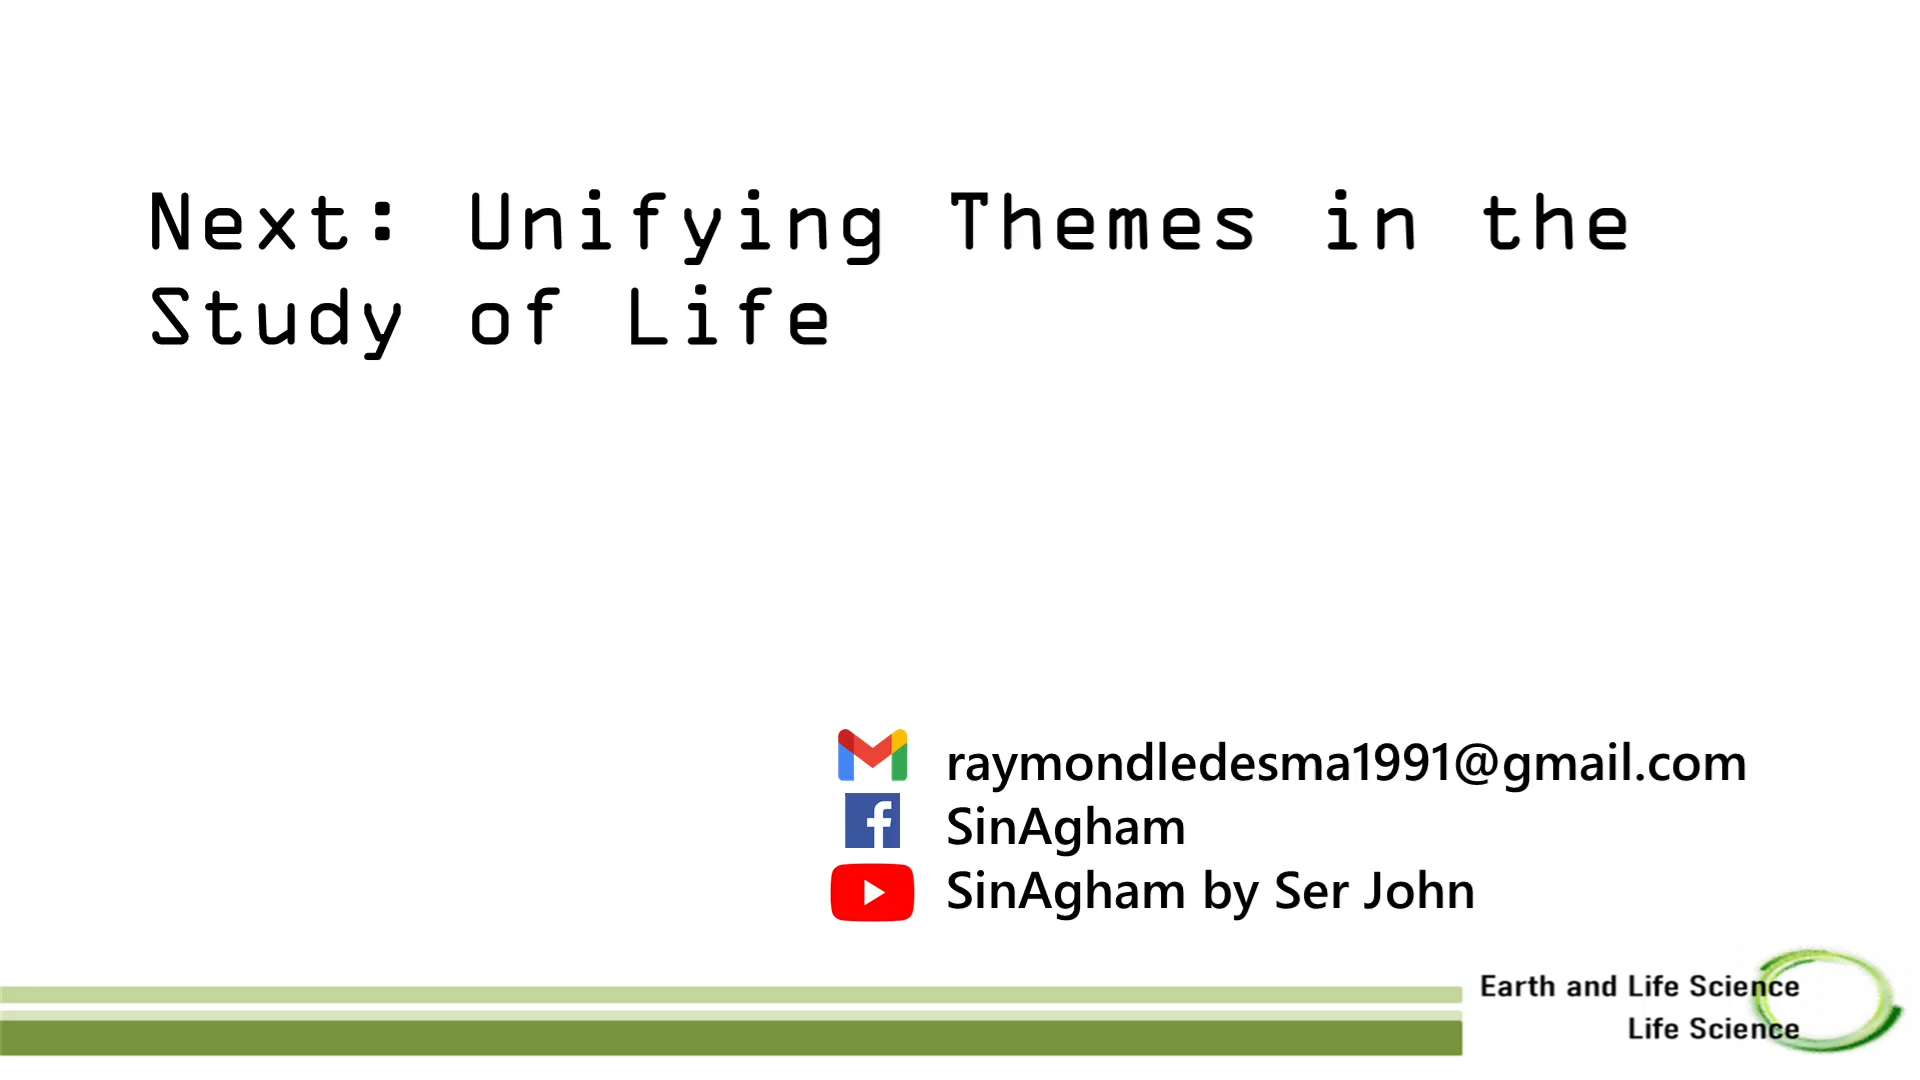 Next: Unifying Themes in the
Study of Life
raymondledesma1991@gmail.com
SinAgham
SinAgham by Ser John
Earth and Life Science
Life Science